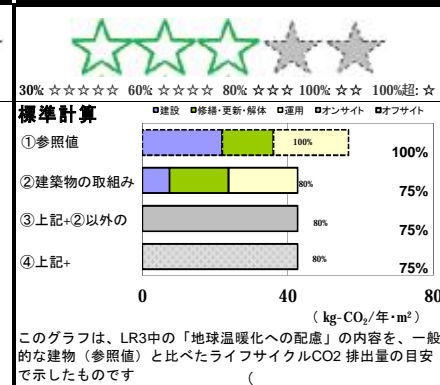 30% ☆☆☆☆☆ 60% ☆☆☆☆ 80% ☆☆☆ 100% ☆☆ 100%超: ☆
標準計算
■建設 ■修繕・更新・解体 □運用 ■オンサイト ■オフサイト
①参照値 100% 100%
②建築物の取組み 80% 75%
③上記+②以外の 80% 75%
④上記+ 80% 75%
0 40 80
( kg-CO₂/年・m² )
このグラフは、LR3中の「地球温暖化への配慮」の内容を、一般
的な建物(参照値)と比べたライフサイクルCO2 排出量の目安
で示したものです (